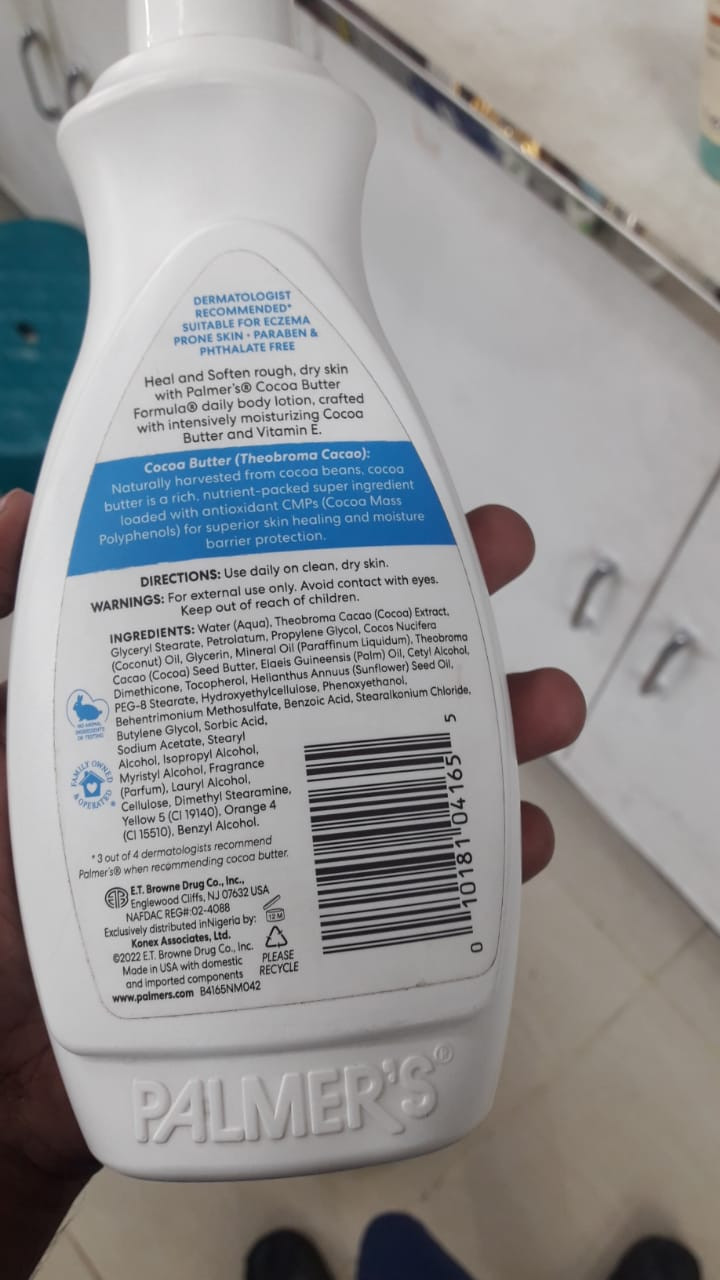 DERMATOLOGIST
RECOMMENDED*
SUITABLE FOR ECZEMA
PRONE SKIN • PARABEN &
PHTHALATE FREE
Heal and Soften rough, dry skin
with Palmer's® Cocoa Butter
Formula® daily body lotion, crafted
with intensively moisturizing Cocoa
Butter and Vitamin E.
Cocoa Butter (Theobroma Cacao):
Naturally harvested from cocoa beans, cocoa
butter is a rich, nutrient-packed super ingredient
loaded with antioxidant CMPs (Cocoa Mass
Polyphenols) for superior skin healing and moisture
barrier protection.
DIRECTIONS: Use daily on clean, dry skin.
WARNINGS: For external use only. Avoid contact with eyes.
Keep out of reach of children.
INGREDIENTS: Water (Aqua), Theobroma Cacao (Cocoa) Extract,
Glyceryl Stearate, Petrolatum, Propylene Glycol, Cocos Nucifera
(Coconut) Oil, Glycerin, Mineral Oil (Paraffinum Liquidum), Theobroma
Cacao (Cocoa) Seed Butter, Elaeis Guineensis (Palm) Oil, Cetyl Alcohol,
Dimethicone, Tocopherol, Helianthus Annuus (Sunflower) Seed Oil,
PEG-8 Stearate, Hydroxyethylcellulose, Phenoxyethanol,
Behentrimonium Methosulfate, Benzoic Acid, Stearalkonium Chloride,
Butylene Glycol, Sorbic Acid,
Sodium Acetate, Stearyl
Alcohol, Isopropyl Alcohol,
Myristyl Alcohol, Fragrance
(Parfum), Lauryl Alcohol,
Cellulose, Dimethyl Stearamine,
Yellow 5 (CI 19140), Orange 4
(CI 15510), Benzyl Alcohol.
NO ANIMAL
INGREDIENTS
OR TESTING
FAMILY OWNED
& OPERATED
*3 out of 4 dermatologists recommend
Palmer's® when recommending cocoa butter.
EB E.T. Browne Drug Co., Inc.,
Englewood Cliffs, NJ 07632 USA
NAFDAC REG#:02-4088
Exclusively distributed inNigeria by:
Konex Associates, Ltd.
©2022 E.T. Browne Drug Co., Inc.
Made in USA with domestic
and imported components
www.palmers.com B4165NM042
12 M
PLEASE
RECYCLE
0 10181 04165 5
PALMER'S®